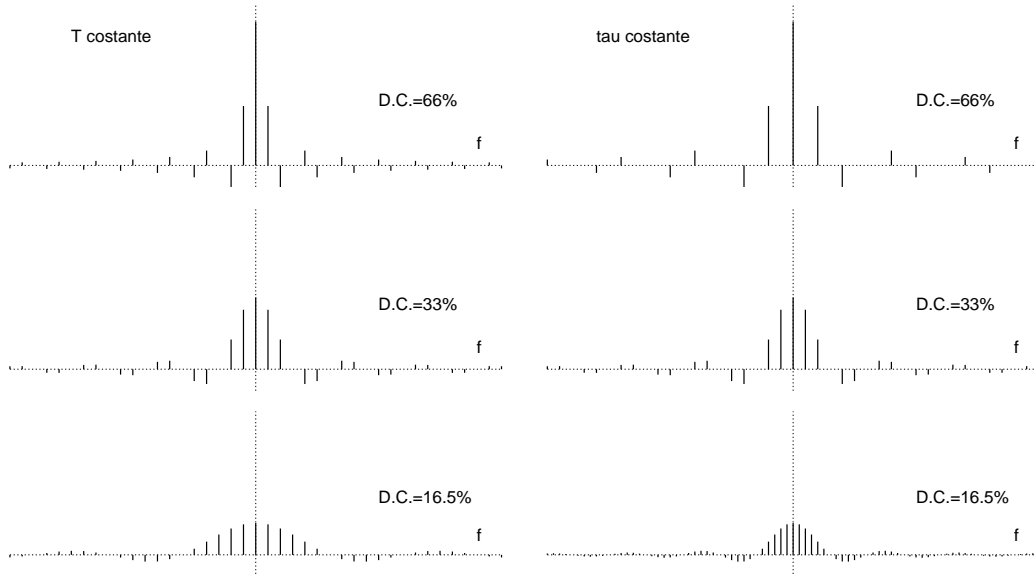 T costante
tau costante
D.C.=66%
D.C.=66%
f
f
D.C.=33%
D.C.=33%
f
f
D.C.=16.5%
D.C.=16.5%
f
f